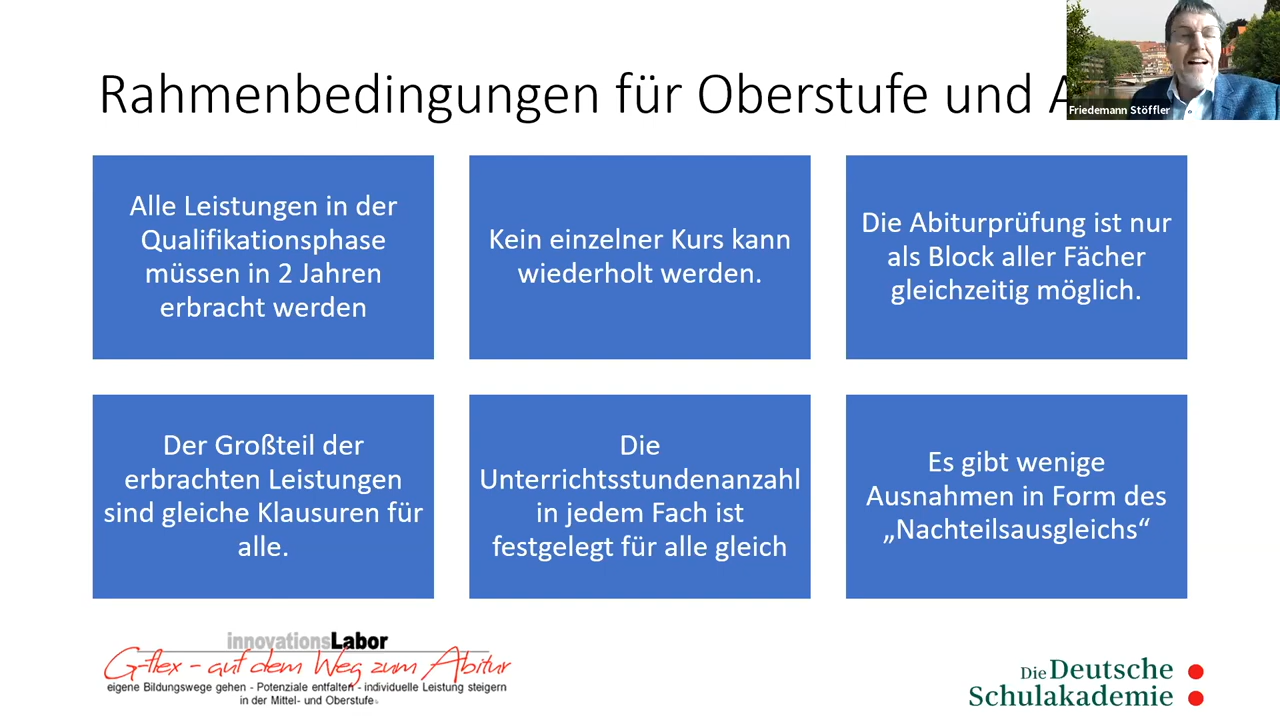 Rahmenbedingungen für Oberstufe und
Friedemann Stöffler
Alle Leistungen in der
Qualifikationsphase
müssen in 2 Jahren
erbracht werden
Kein einzelner Kurs kann
wiederholt werden.
Die Abiturprüfung ist nur
als Block aller Fächer
gleichzeitig möglich.
Der Großteil der
erbrachten Leistungen
sind gleiche Klausuren für
alle.
Die
Unterrichtsstundenanzahl
in jedem Fach ist
festgelegt für alle gleich
Es gibt wenige
Ausnahmen in Form des
„Nachteilsausgleichs“
innovationsLabor
G-flex - auf dem Weg zum Abitur
eigene Bildungswege gehen - Potenziale entfalten - individuelle Leistung steigern
in der Mittel- und Oberstufe
Die Deutsche
Schulakademie